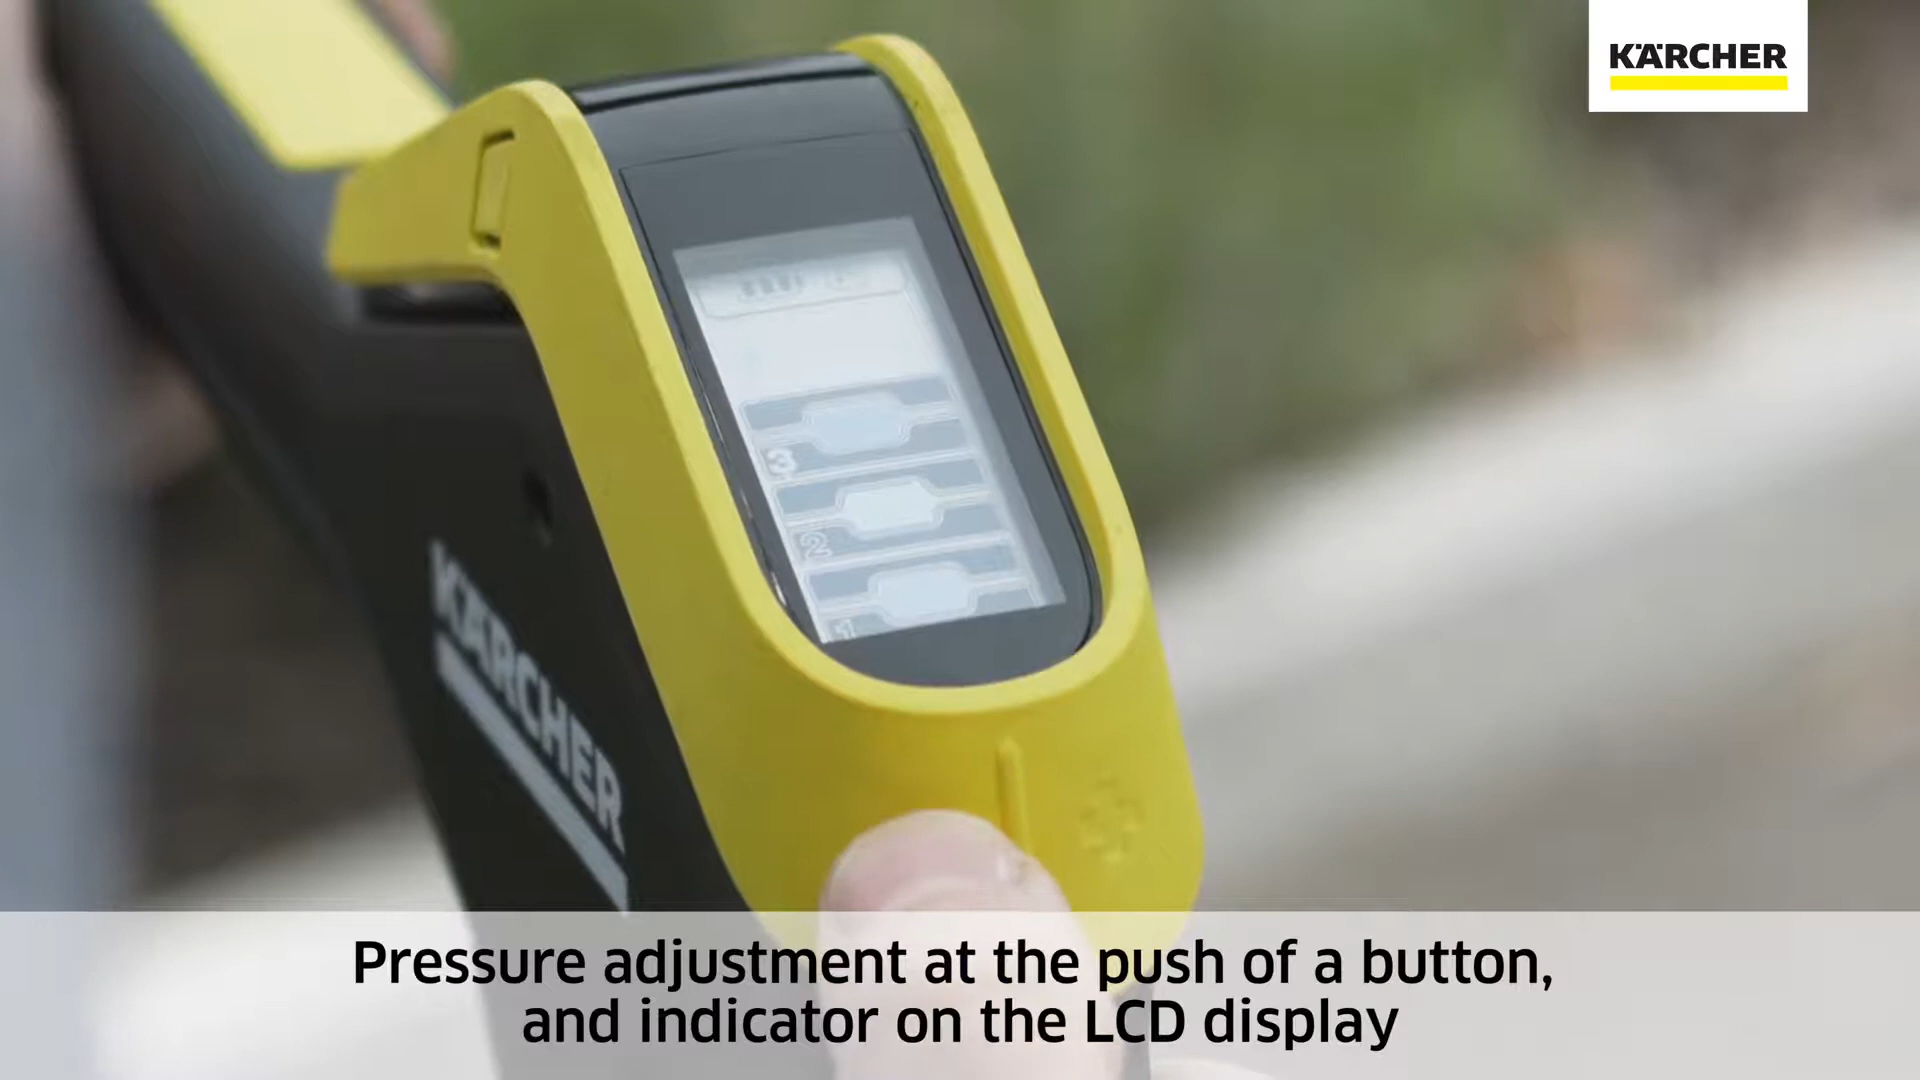 KÄRCHER
3
2
1
KÄRCHER
Pressure adjustment at the push of a button,
and indicator on the LCD display